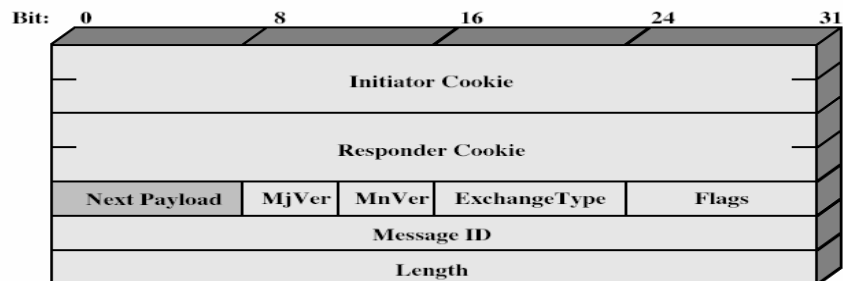 Bit: 0 8 16 24 31
Initiator Cookie
Responder Cookie
Next Payload MjVer MnVer ExchangeType Flags
Message ID
Length